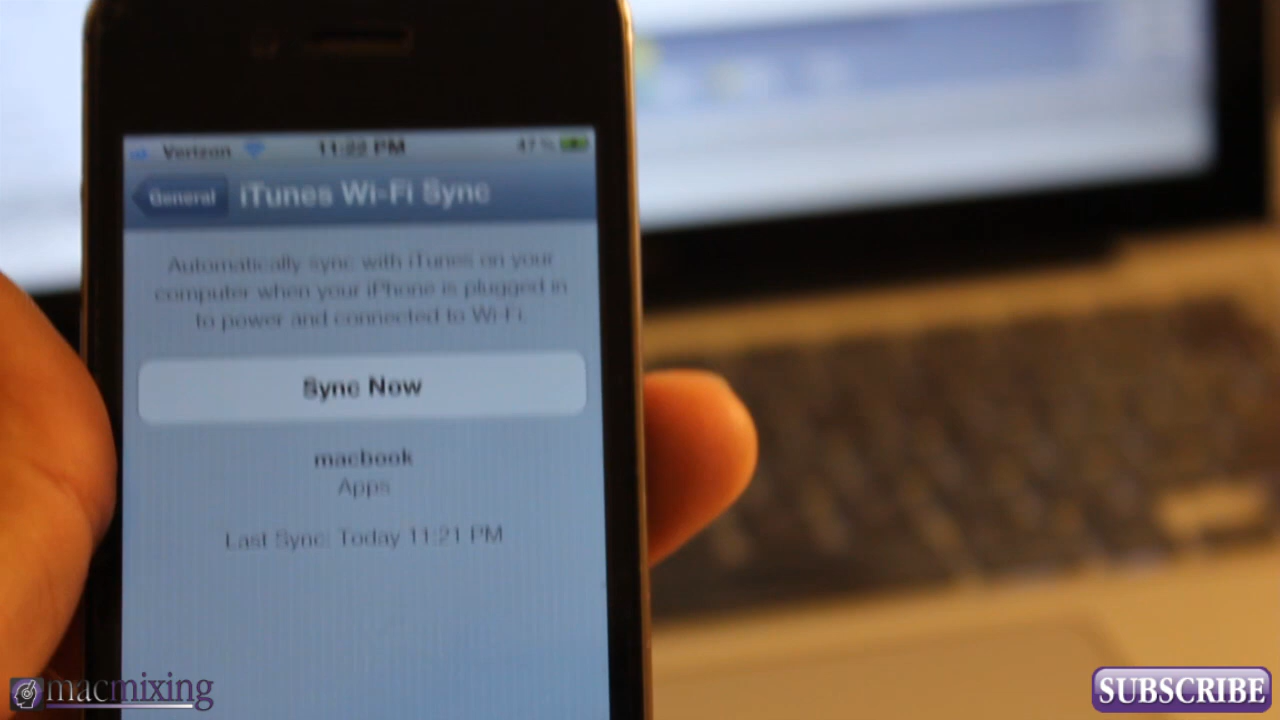 Verizon 11:22 PM 47%
General iTunes Wi-Fi Sync
Automatically sync with iTunes on your
computer when your iPhone is plugged in
to power and connected to Wi-Fi.
Sync Now
macbook
Apps
Last Sync: Today 11:21 PM
macmixing
SUBSCRIBE